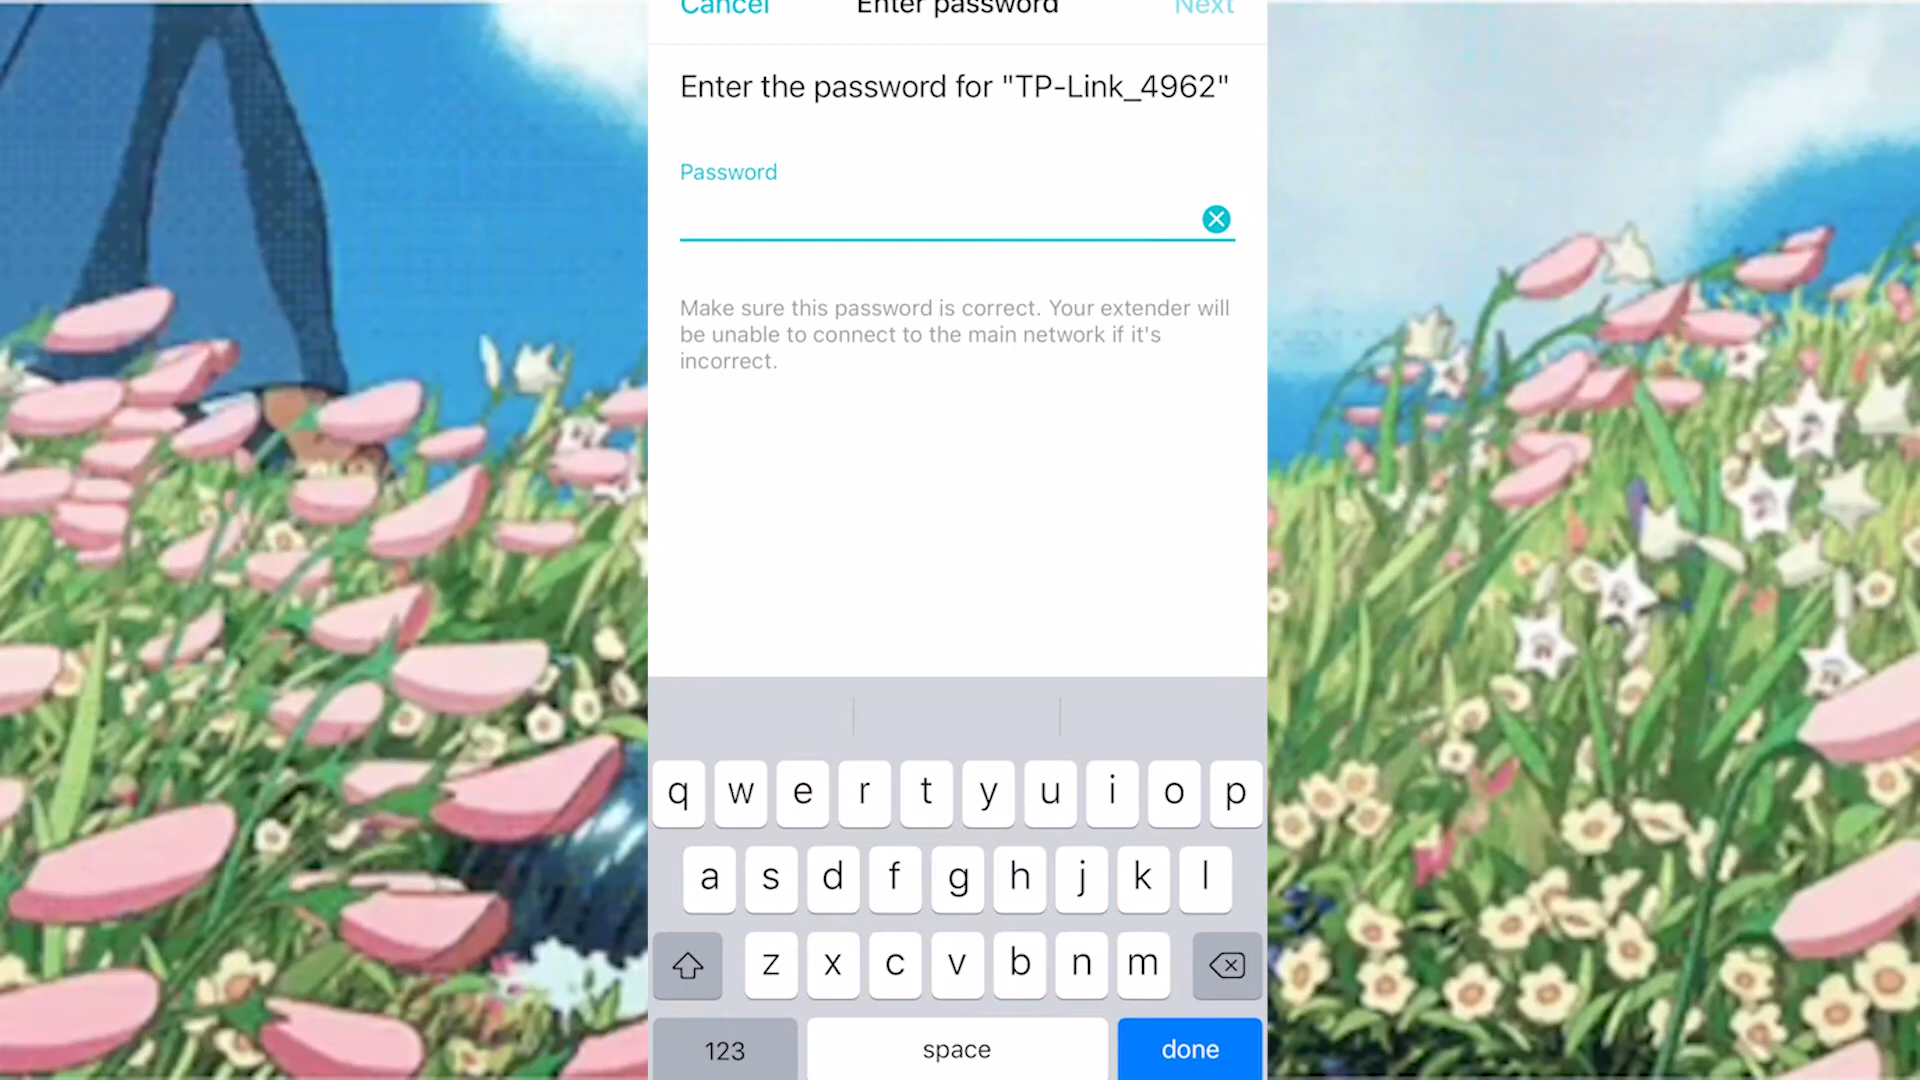 Cancel Enter password Next
Enter the password for "TP-Link_4962"
Password
Make sure this password is correct. Your extender will
be unable to connect to the main network if it's
incorrect.
q w e r t y u i o p
a s d f g h j k l
z x c v b n m
123 space done